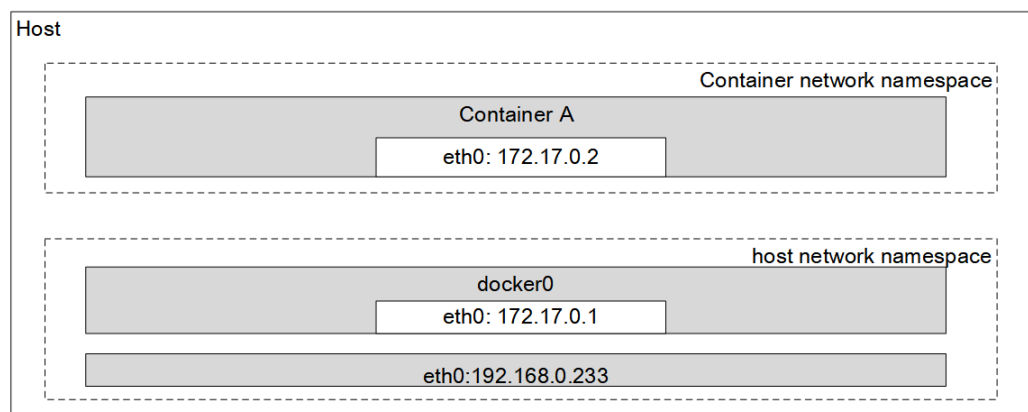 Host
Container network namespace
Container A
eth0: 172.17.0.2
host network namespace
docker0
eth0: 172.17.0.1
eth0:192.168.0.233